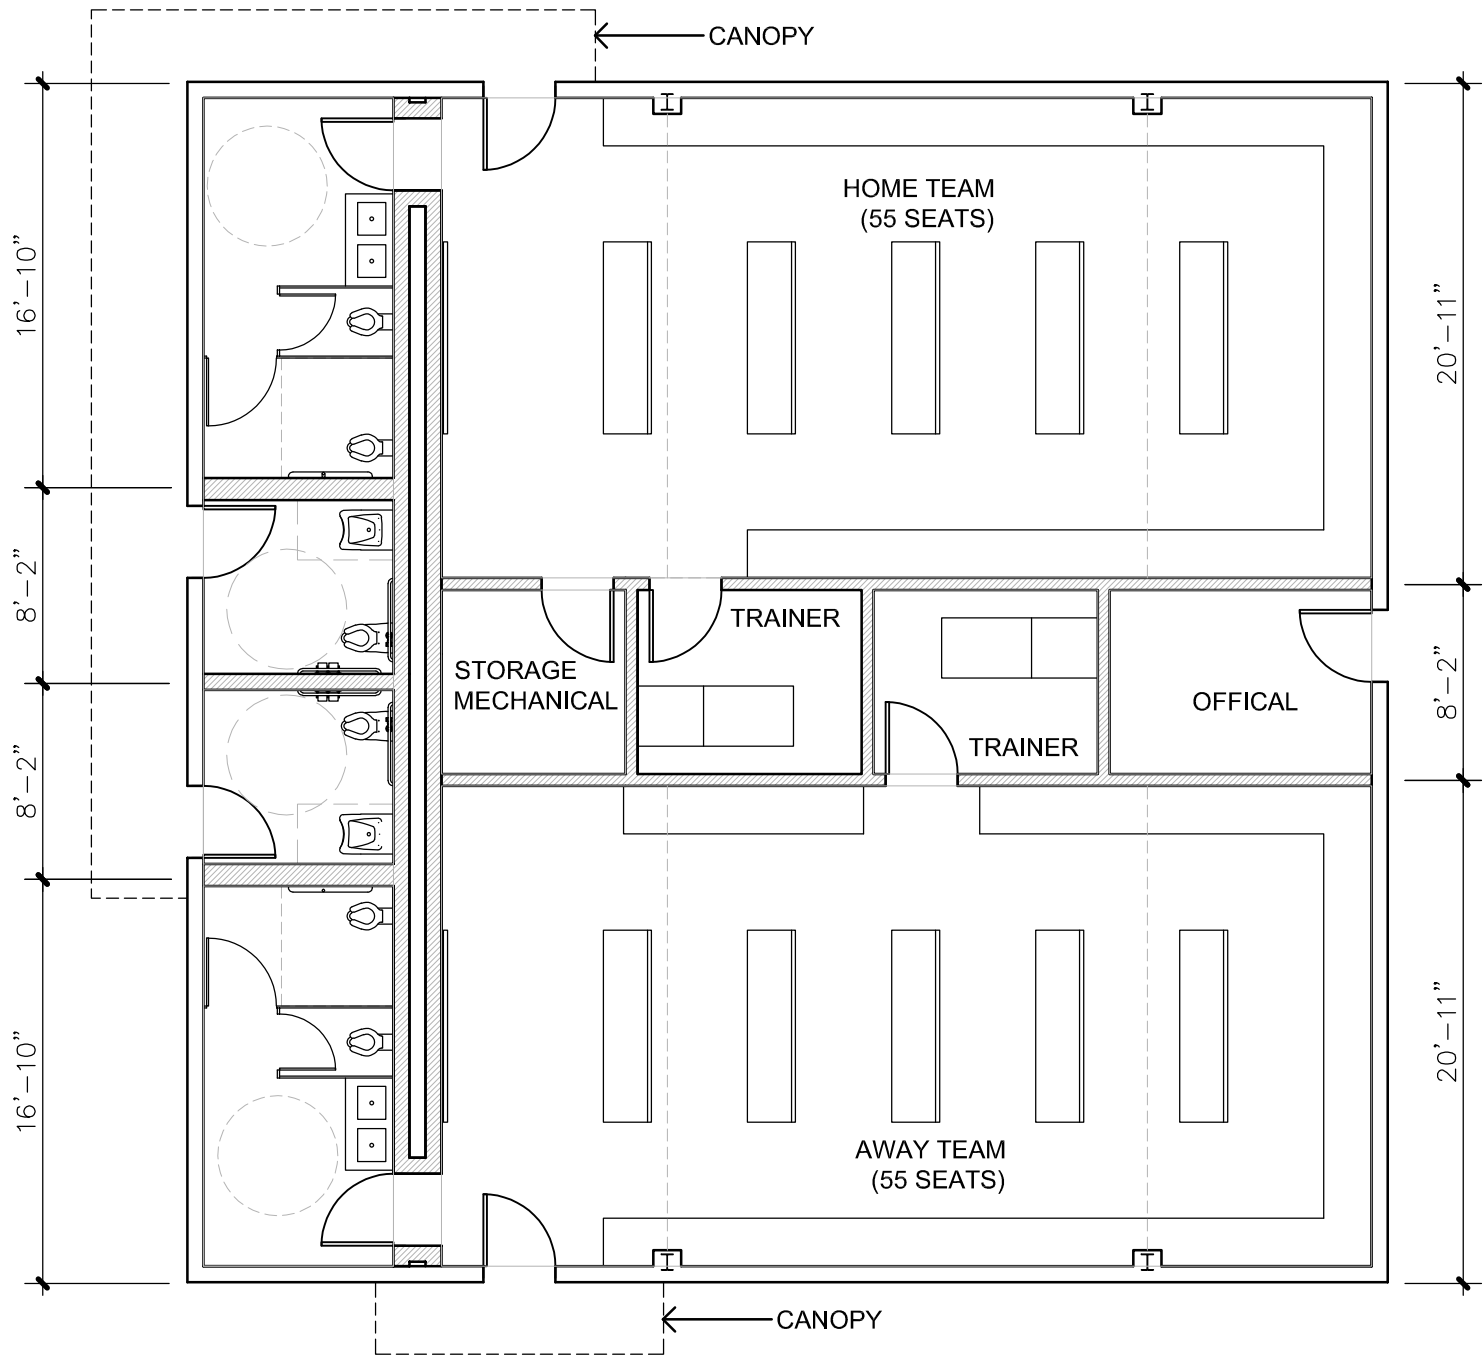 CANOPY
HOME TEAM
(55 SEATS)
16'-10"
20'-11"
8'-2"
TRAINER
STORAGE
MECHANICAL
OFFICAL
8'-2"
TRAINER
8'-2"
16'-10"
20'-11"
AWAY TEAM
(55 SEATS)
CANOPY